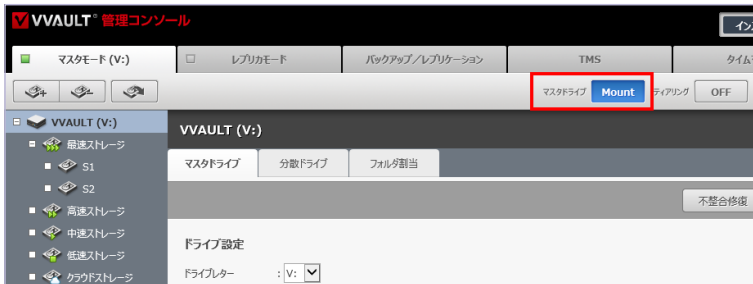 VVAULT® 管理コンソール
マスタモード (V:) レプリカモード バックアップ/レプリケーション TMS
マスタドライブ Mount ティアリング OFF
VVAULT (V:)
最速ストレージ
S1
S2
高速ストレージ
中速ストレージ
低速ストレージ
クラウドストレージ
VVAULT (V:)
マスタドライブ 分散ドライブ フォルダ割当
不整合修復
ドライブ設定
ドライブレター : V: